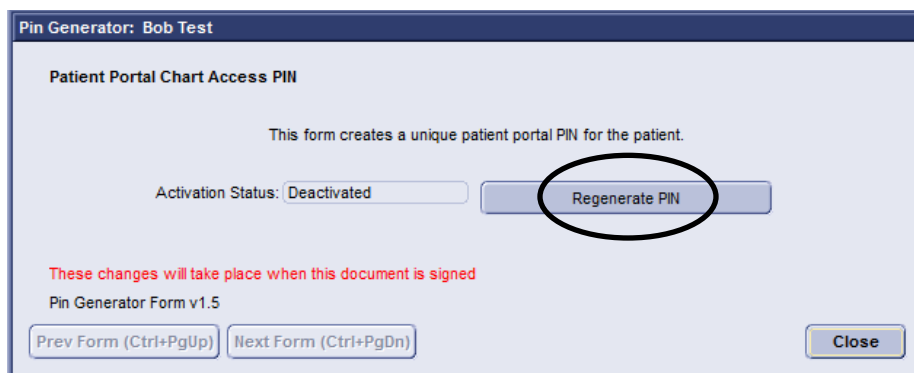 Pin Generator: Bob Test
Patient Portal Chart Access PIN
This form creates a unique patient portal PIN for the patient.
Activation Status: Deactivated Regenerate PIN
These changes will take place when this document is signed
Pin Generator Form v1.5
Prev Form (Ctrl+PgUp) Next Form (Ctrl+PgDn) Close